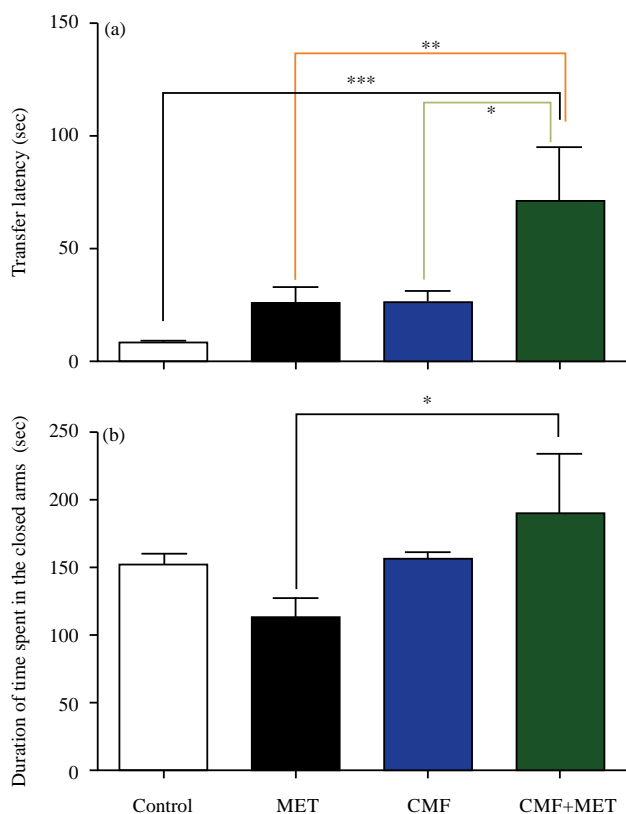 (a)
150
100
50
0
Transfer latency (sec)
**
***
*
(b)
250
200
150
100
50
0
Duration of time spent in the closed arms (sec)
*
Control MET CMF CMF+MET